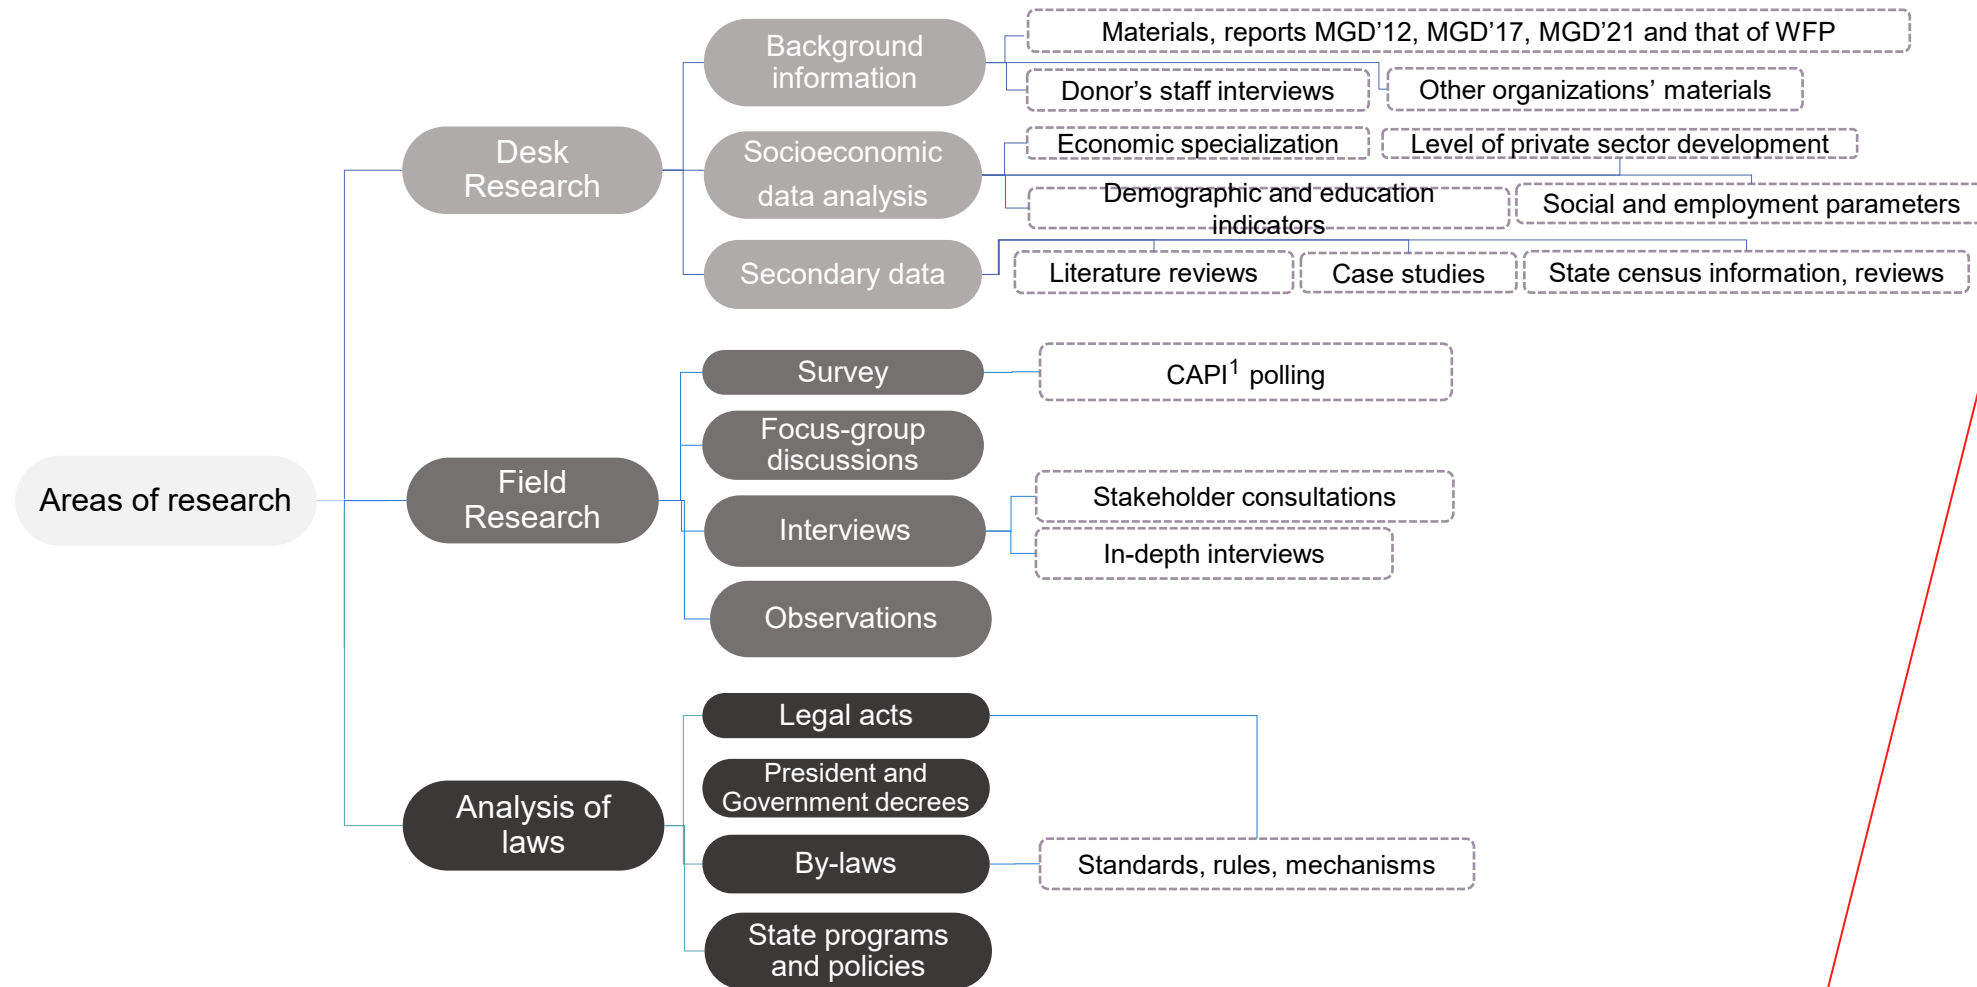 Areas of research
Desk
Research
Background
information
Materials, reports MGD’12, MGD’17, MGD’21 and that of WFP
Donor’s staff interviews
Other organizations’ materials
Socioeconomic
data analysis
Economic specialization
Level of private sector development
Demographic and education
indicators
Social and employment parameters
Secondary data
Literature reviews
Case studies
State census information, reviews
Field
Research
Survey
CAPI¹ polling
Focus-group
discussions
Interviews
Stakeholder consultations
In-depth interviews
Observations
Analysis of
laws
Legal acts
President and
Government decrees
By-laws
Standards, rules, mechanisms
State programs
and policies